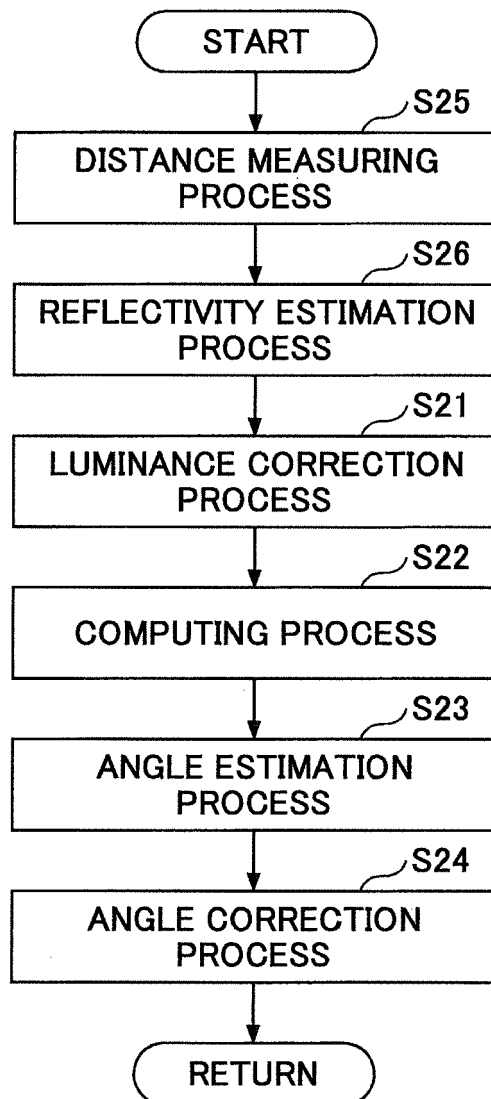 START
S25
DISTANCE MEASURING
PROCESS
S26
REFLECTIVITY ESTIMATION
PROCESS
S21
LUMINANCE CORRECTION
PROCESS
S22
COMPUTING PROCESS
S23
ANGLE ESTIMATION
PROCESS
S24
ANGLE CORRECTION
PROCESS
RETURN